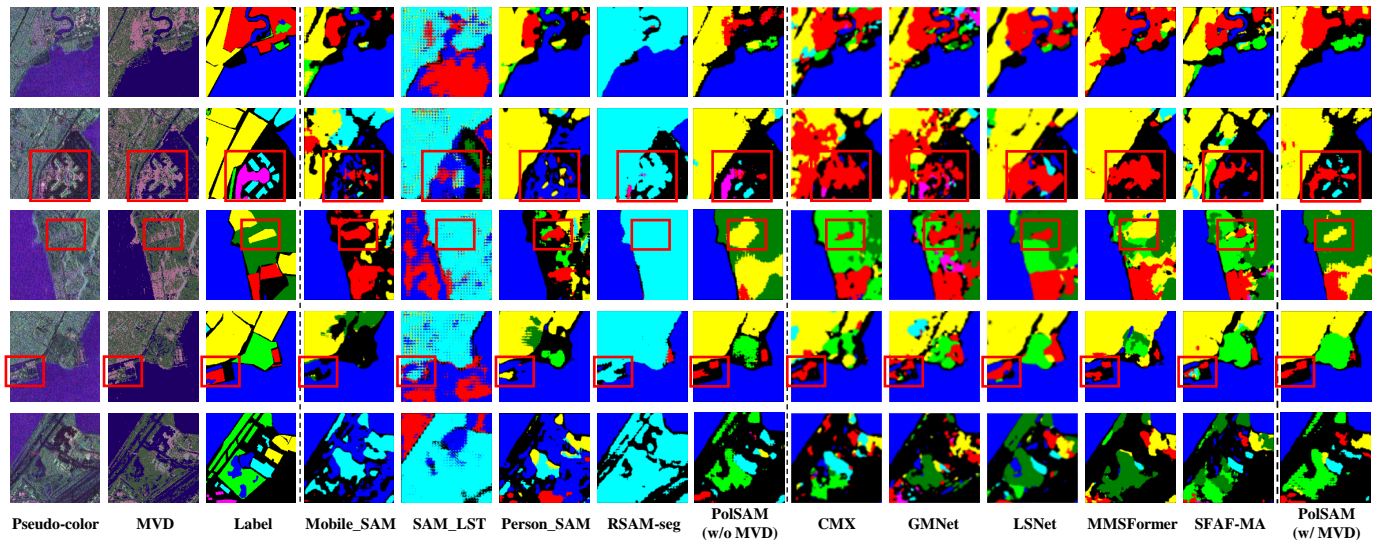 Pseudo-color MVD Label Mobile_SAM SAM_LST Person_SAM RSAM-seg PolSAM CMX GMNet LSNet MMSFormer SFAF-MA PolSAM
(w/o MVD) (w/ MVD)